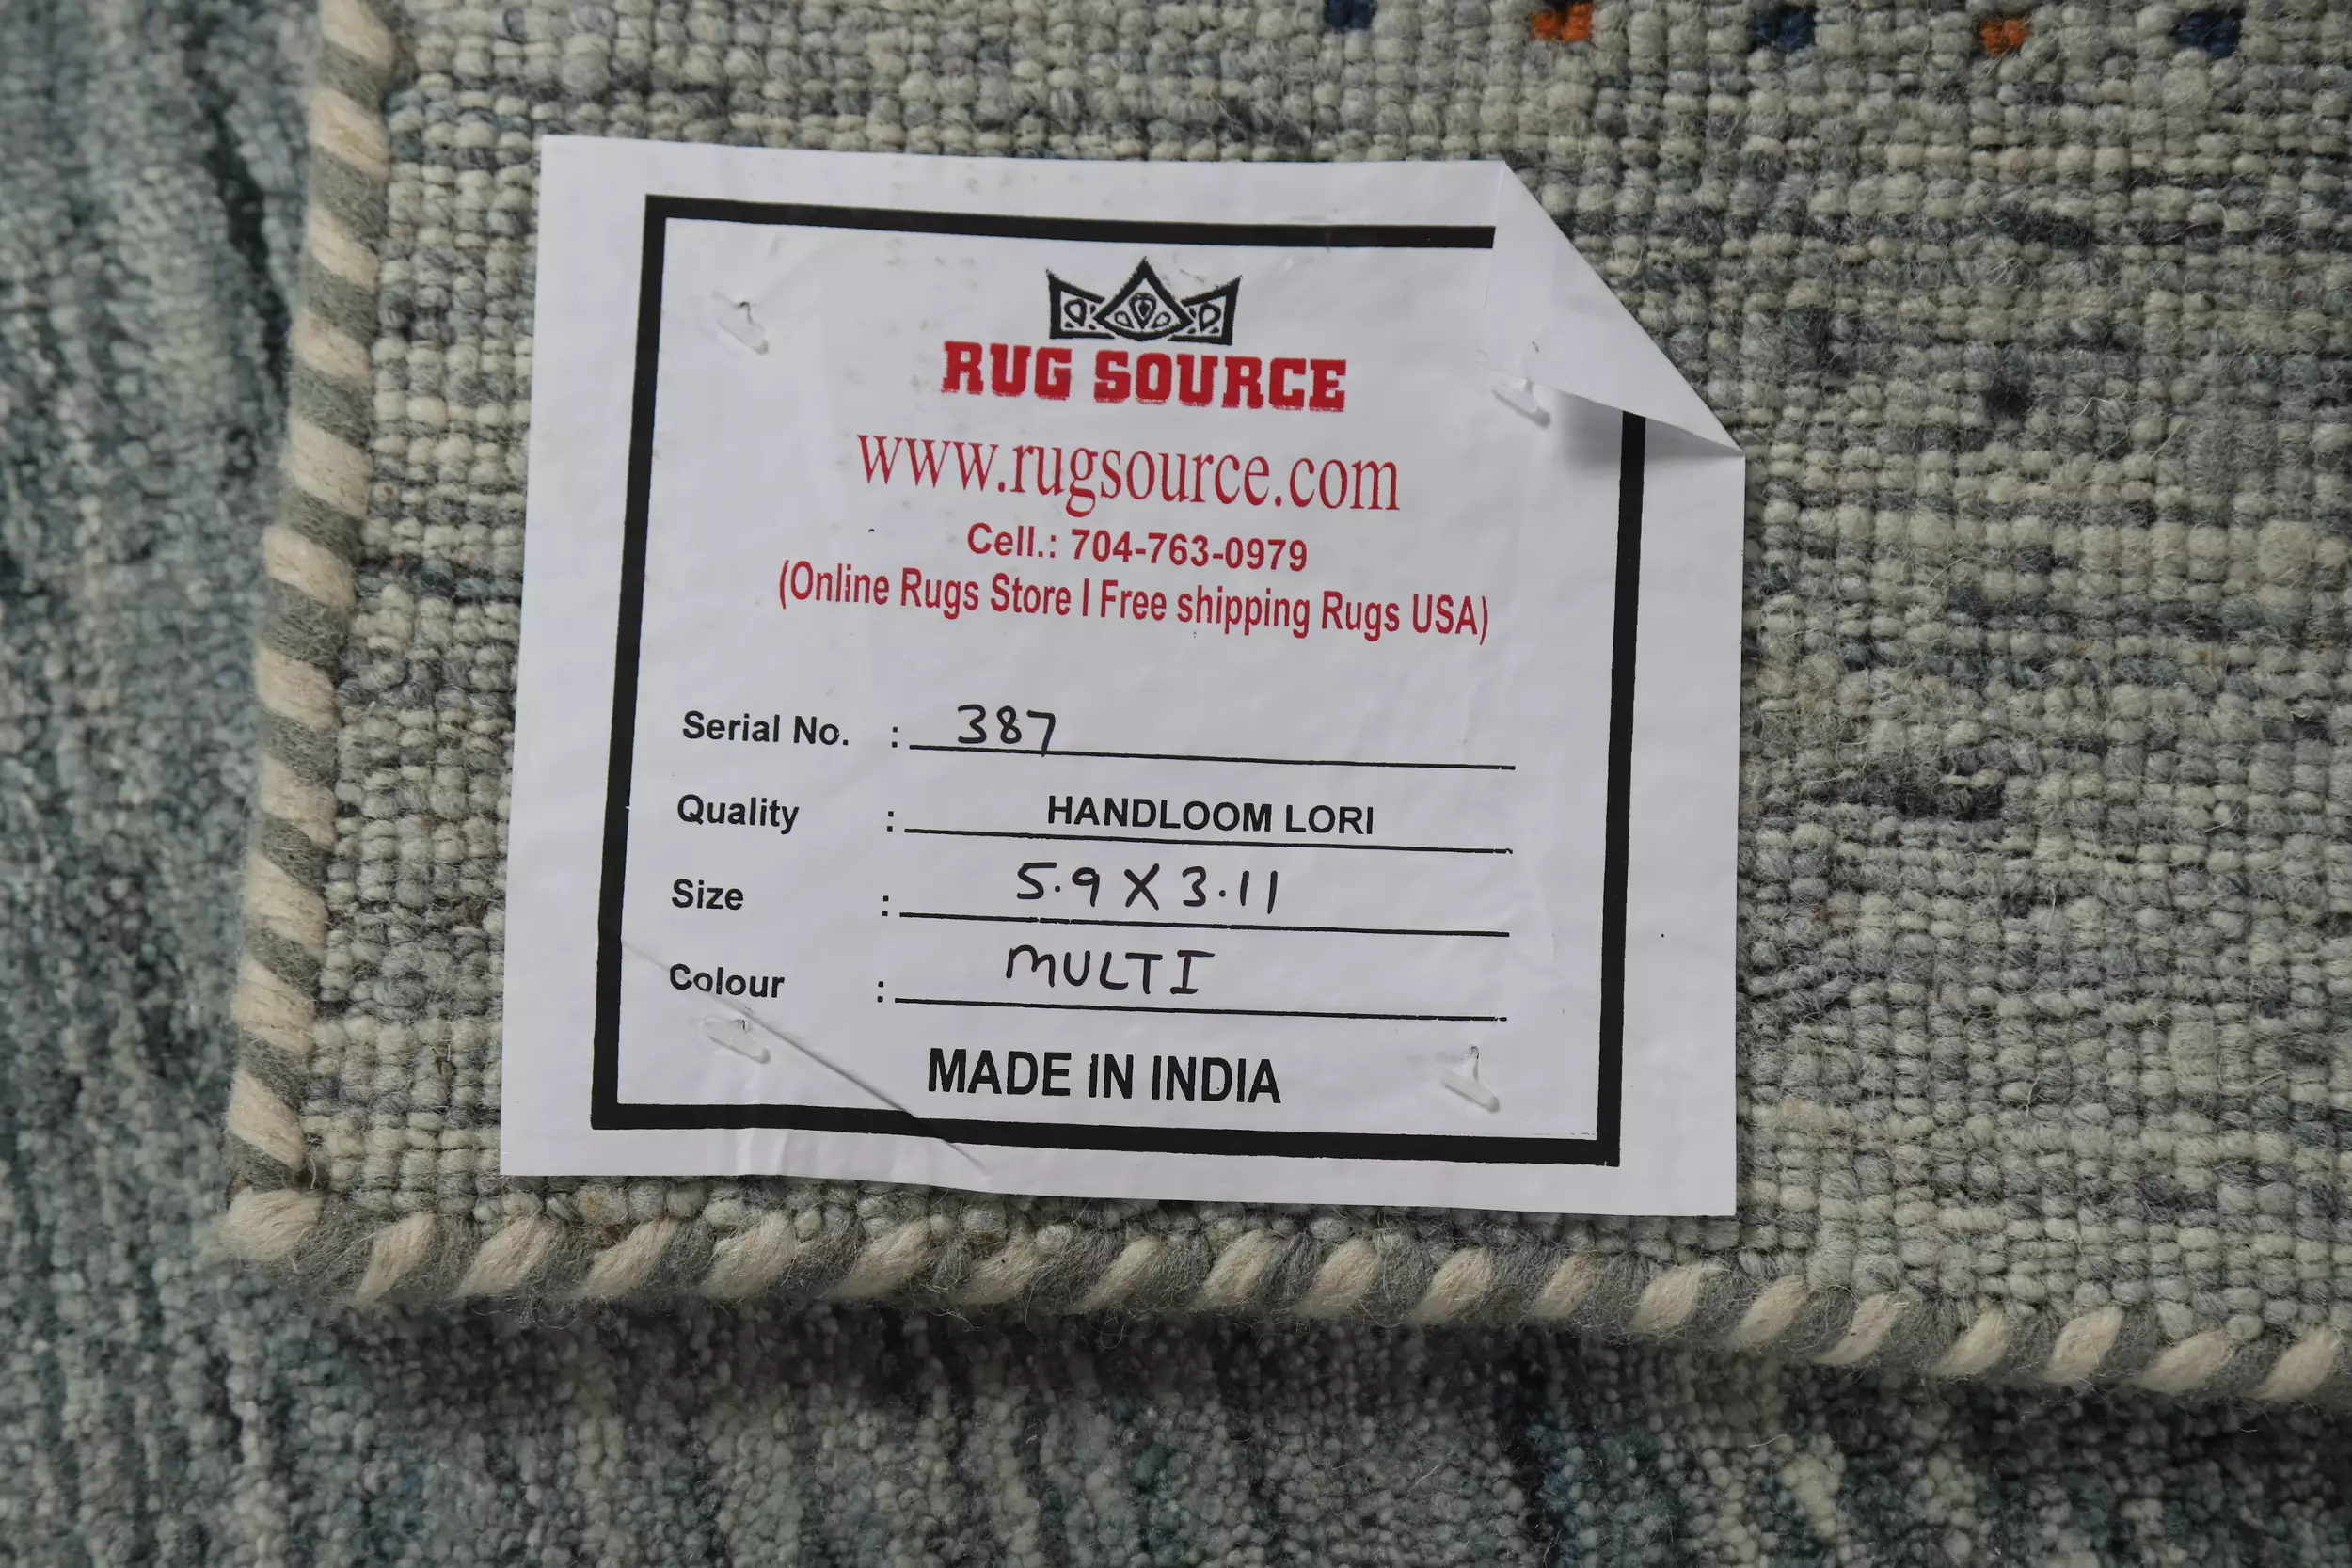 RUG SOURCE
www.rugsource.com
Cell.: 704-763-0979
(Online Rugs Store I Free shipping Rugs USA)
Serial No. : 387
Quality : HANDLOOM LORI
Size : 5.9 X 3.11
Colour : MULTI
MADE IN INDIA